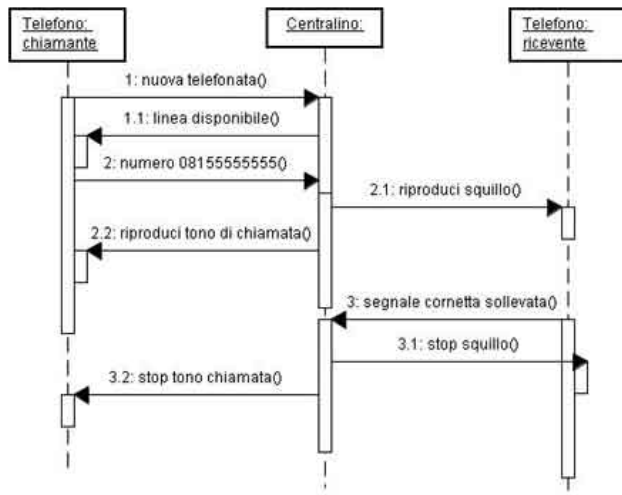 Telefono:
chiamante
Centralino:
Telefono:
ricevente
1: nuova telefonata()
1.1: linea disponibile()
2: numero 08155555555()
2.1: riproduci squillo()
2.2: riproduci tono di chiamata()
3: segnale cornetta sollevata()
3.1: stop squillo()
3.2: stop tono chiamata()